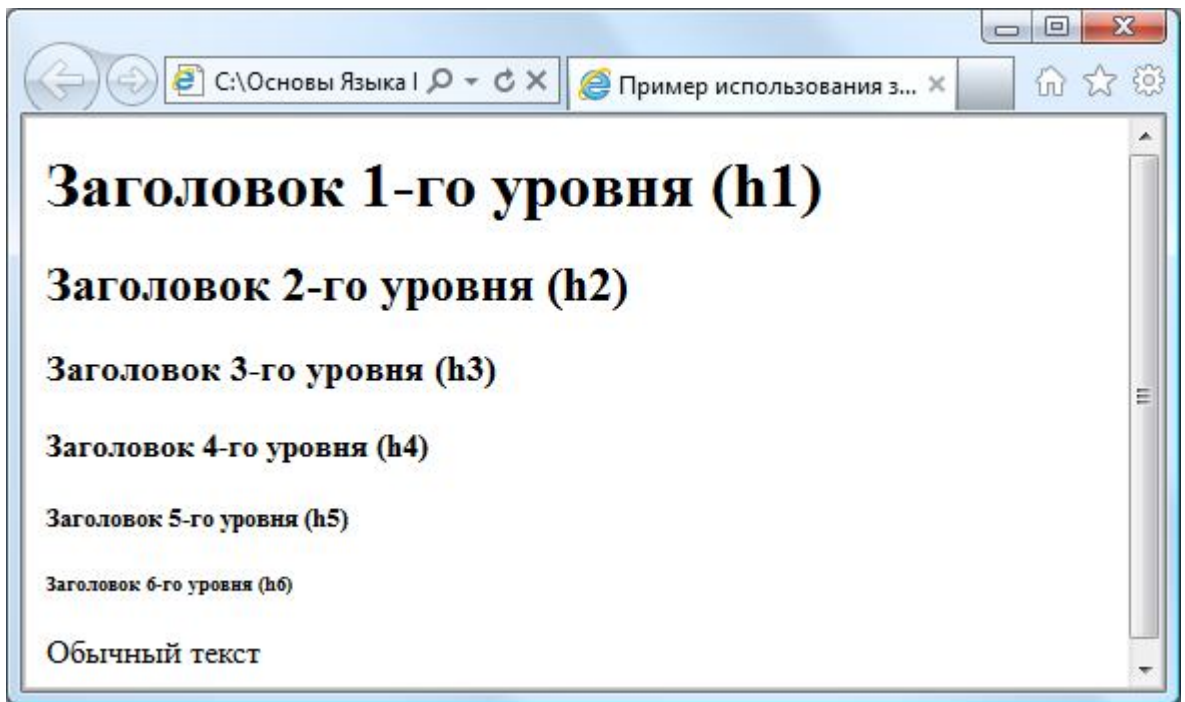 C:\Основы Языка
Пример использования з...
Заголовок 1-го уровня (h1)
Заголовок 2-го уровня (h2)
Заголовок 3-го уровня (h3)
Заголовок 4-го уровня (h4)
Заголовок 5-го уровня (h5)
Заголовок 6-го уровня (h6)
Обычный текст